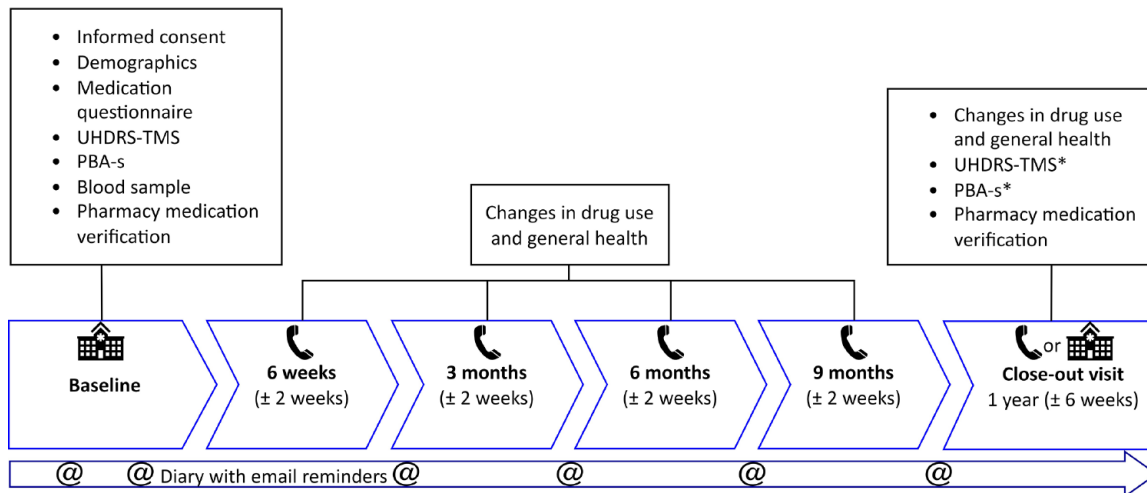 • Informed consent
• Demographics
• Medication
questionnaire
• UHDRS-TMS
• PBA-s
• Blood sample
• Pharmacy medication
verification
Changes in drug use
and general health
• Changes in drug use
and general health
• UHDRS-TMS*
• PBA-s*
• Pharmacy medication
verification
Baseline
6 weeks
(± 2 weeks)
3 months
(± 2 weeks)
6 months
(± 2 weeks)
9 months
(± 2 weeks)
or
Close-out visit
1 year (± 6 weeks)
@ @ Diary with email reminders @ @ @ @